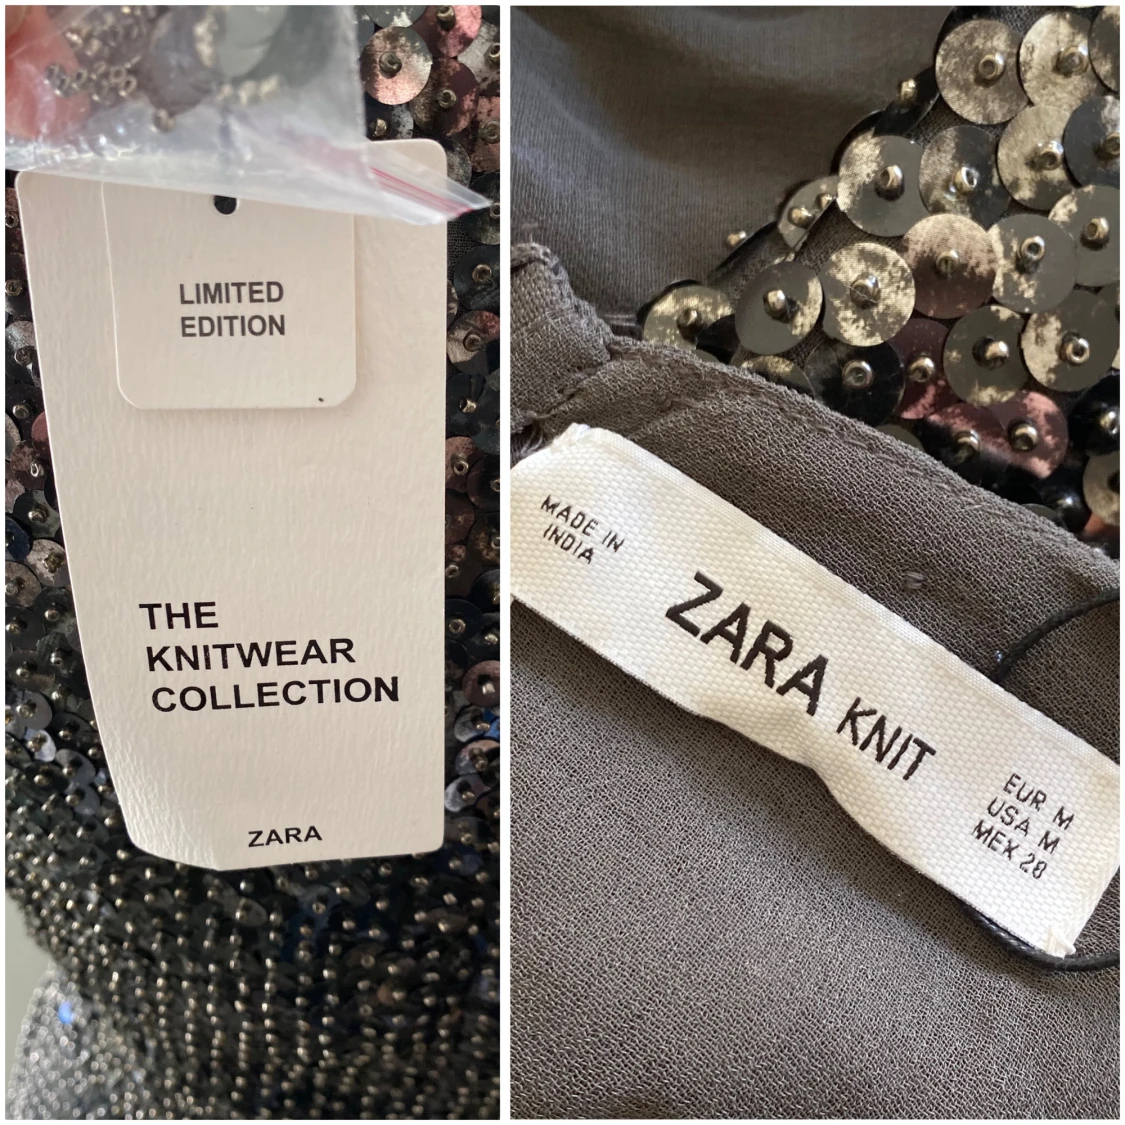 LIMITED
EDITION
THE
KNITWEAR
COLLECTION
ZARA
MADE IN
INDIA
ZARA KNIT
EUR M
USA M
MEX 28